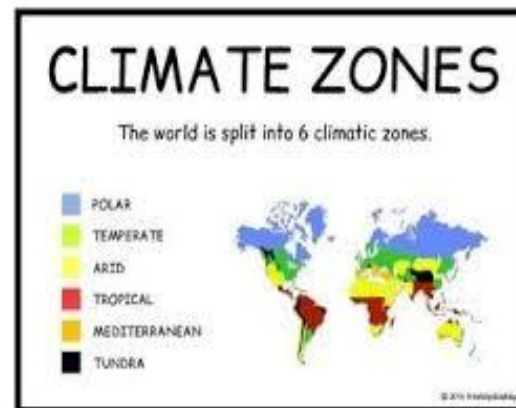 CLIMATE ZONES
The world is split into 6 climatic zones.
POLAR
TEMPERATE
ARID
TROPICAL
MEDITERRANEAN
TUNDRA